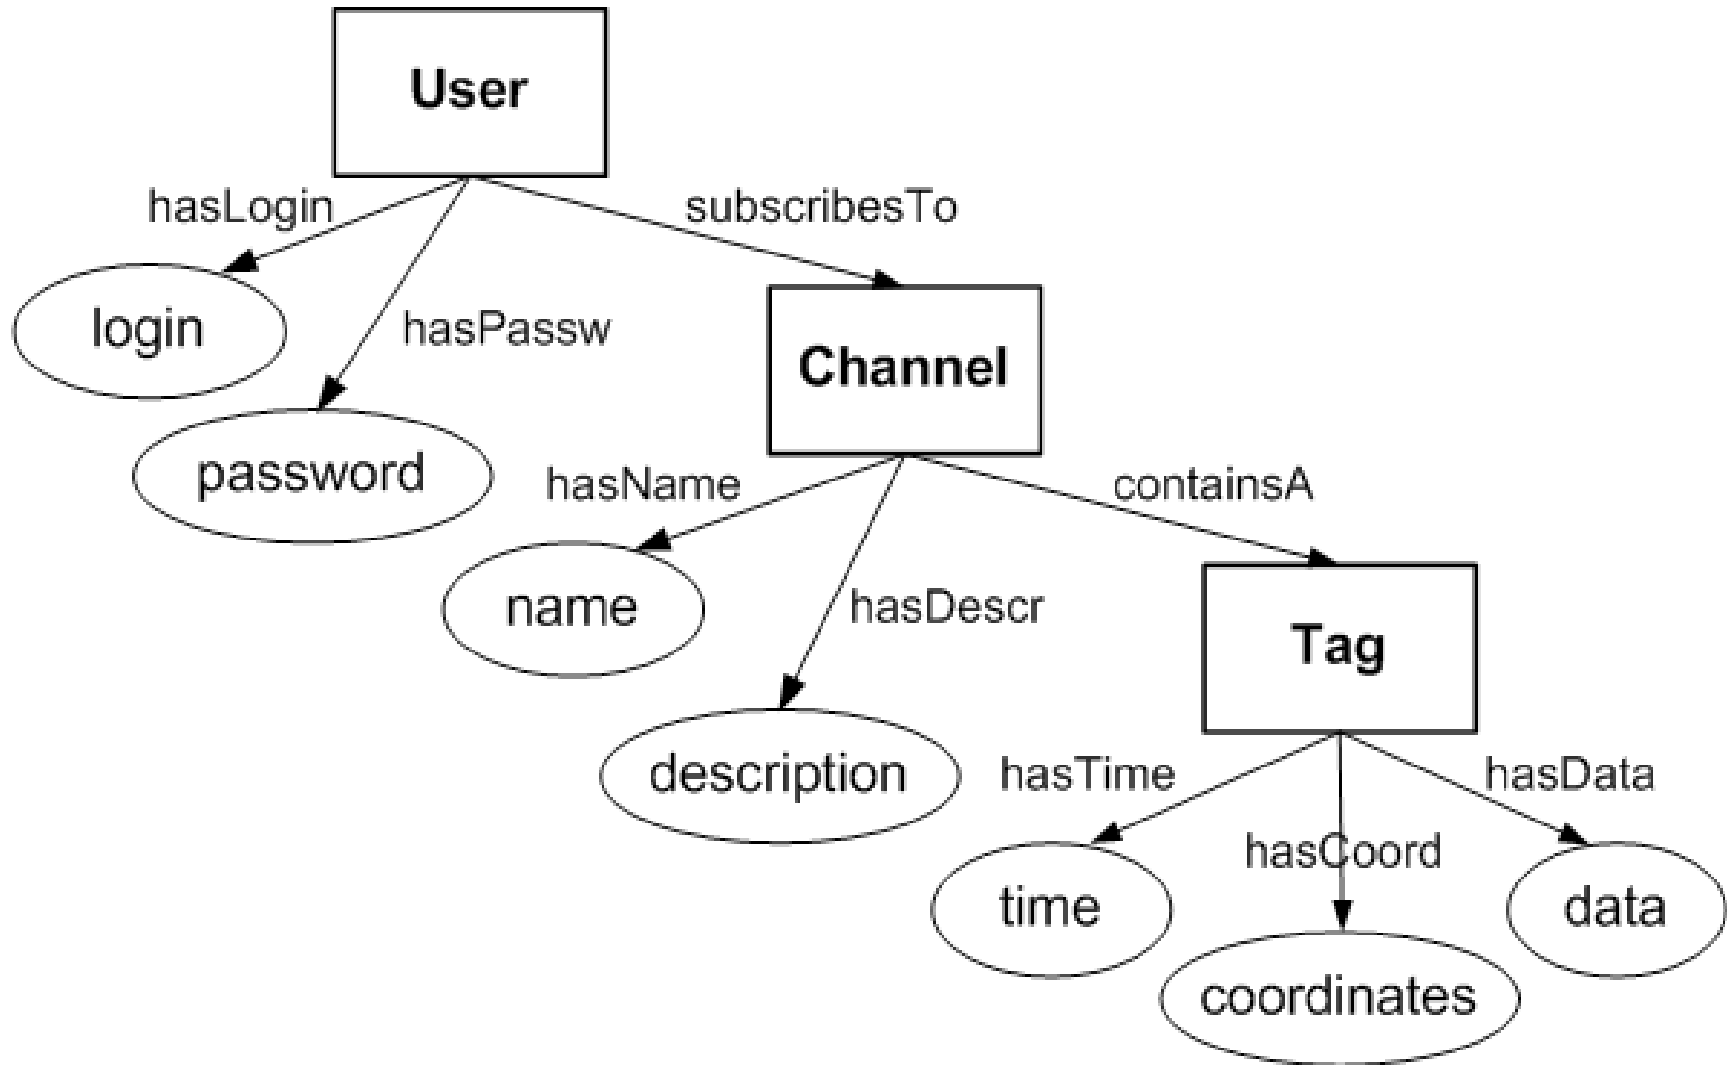 User
hasLogin
subscribesTo
login
hasPassw
password
Channel
hasName
containsA
name
hasDescr
description
Tag
hasTime
hasData
hasCoord
time
data
coordinates